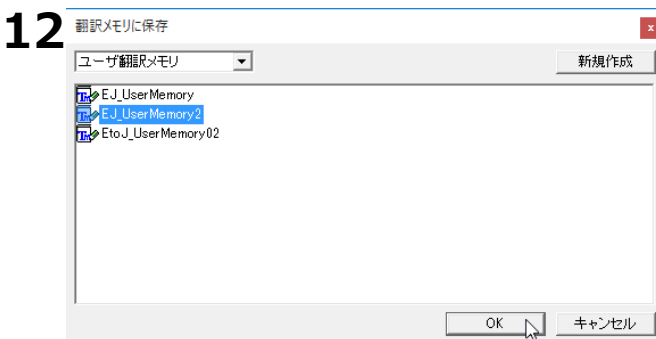 12
翻訳メモリに保存
x
ユーザ翻訳メモリ
新規作成
EJ_UserMemory
EJ_UserMemory2
EtoJ_UserMemory02
OK
キャンセル